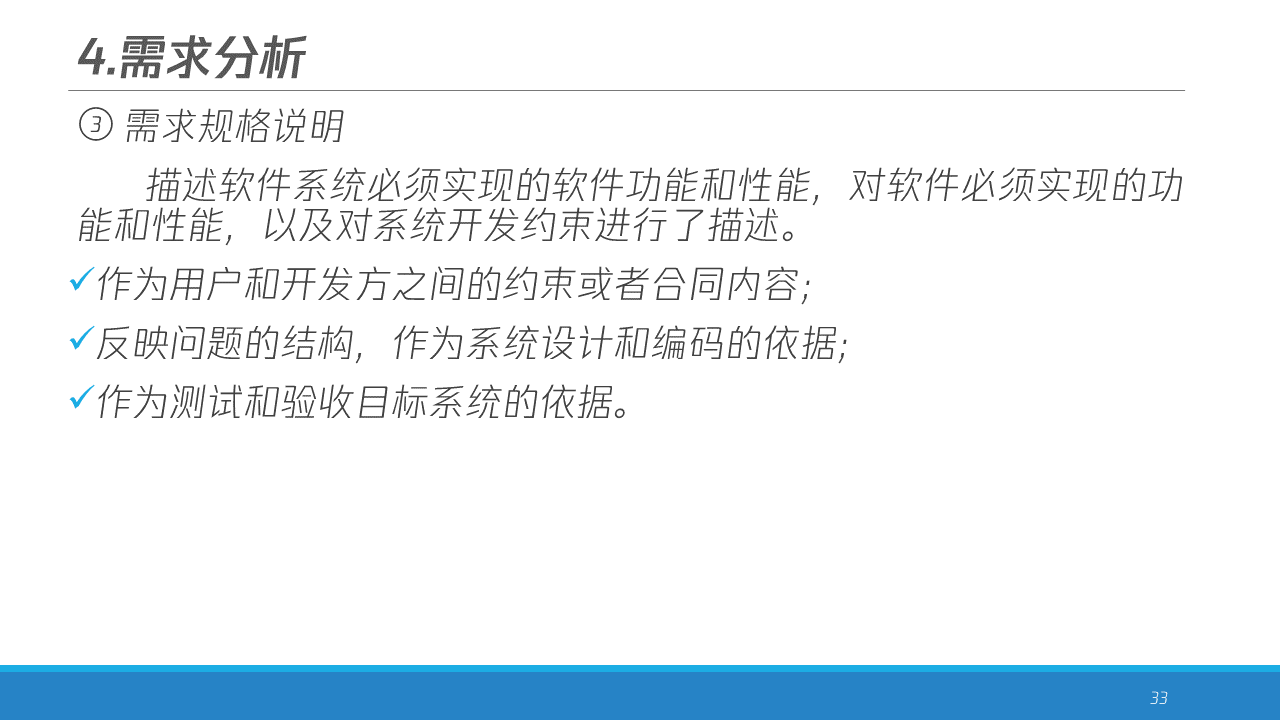 4.需求分析
③ 需求规格说明
描述软件系统必须实现的软件功能和性能，对软件必须实现的功
能和性能，以及对系统开发约束进行了描述。
✓作为用户和开发方之间的约束或者合同内容；
✓反映问题的结构，作为系统设计和编码的依据；
✓作为测试和验收目标系统的依据。
33